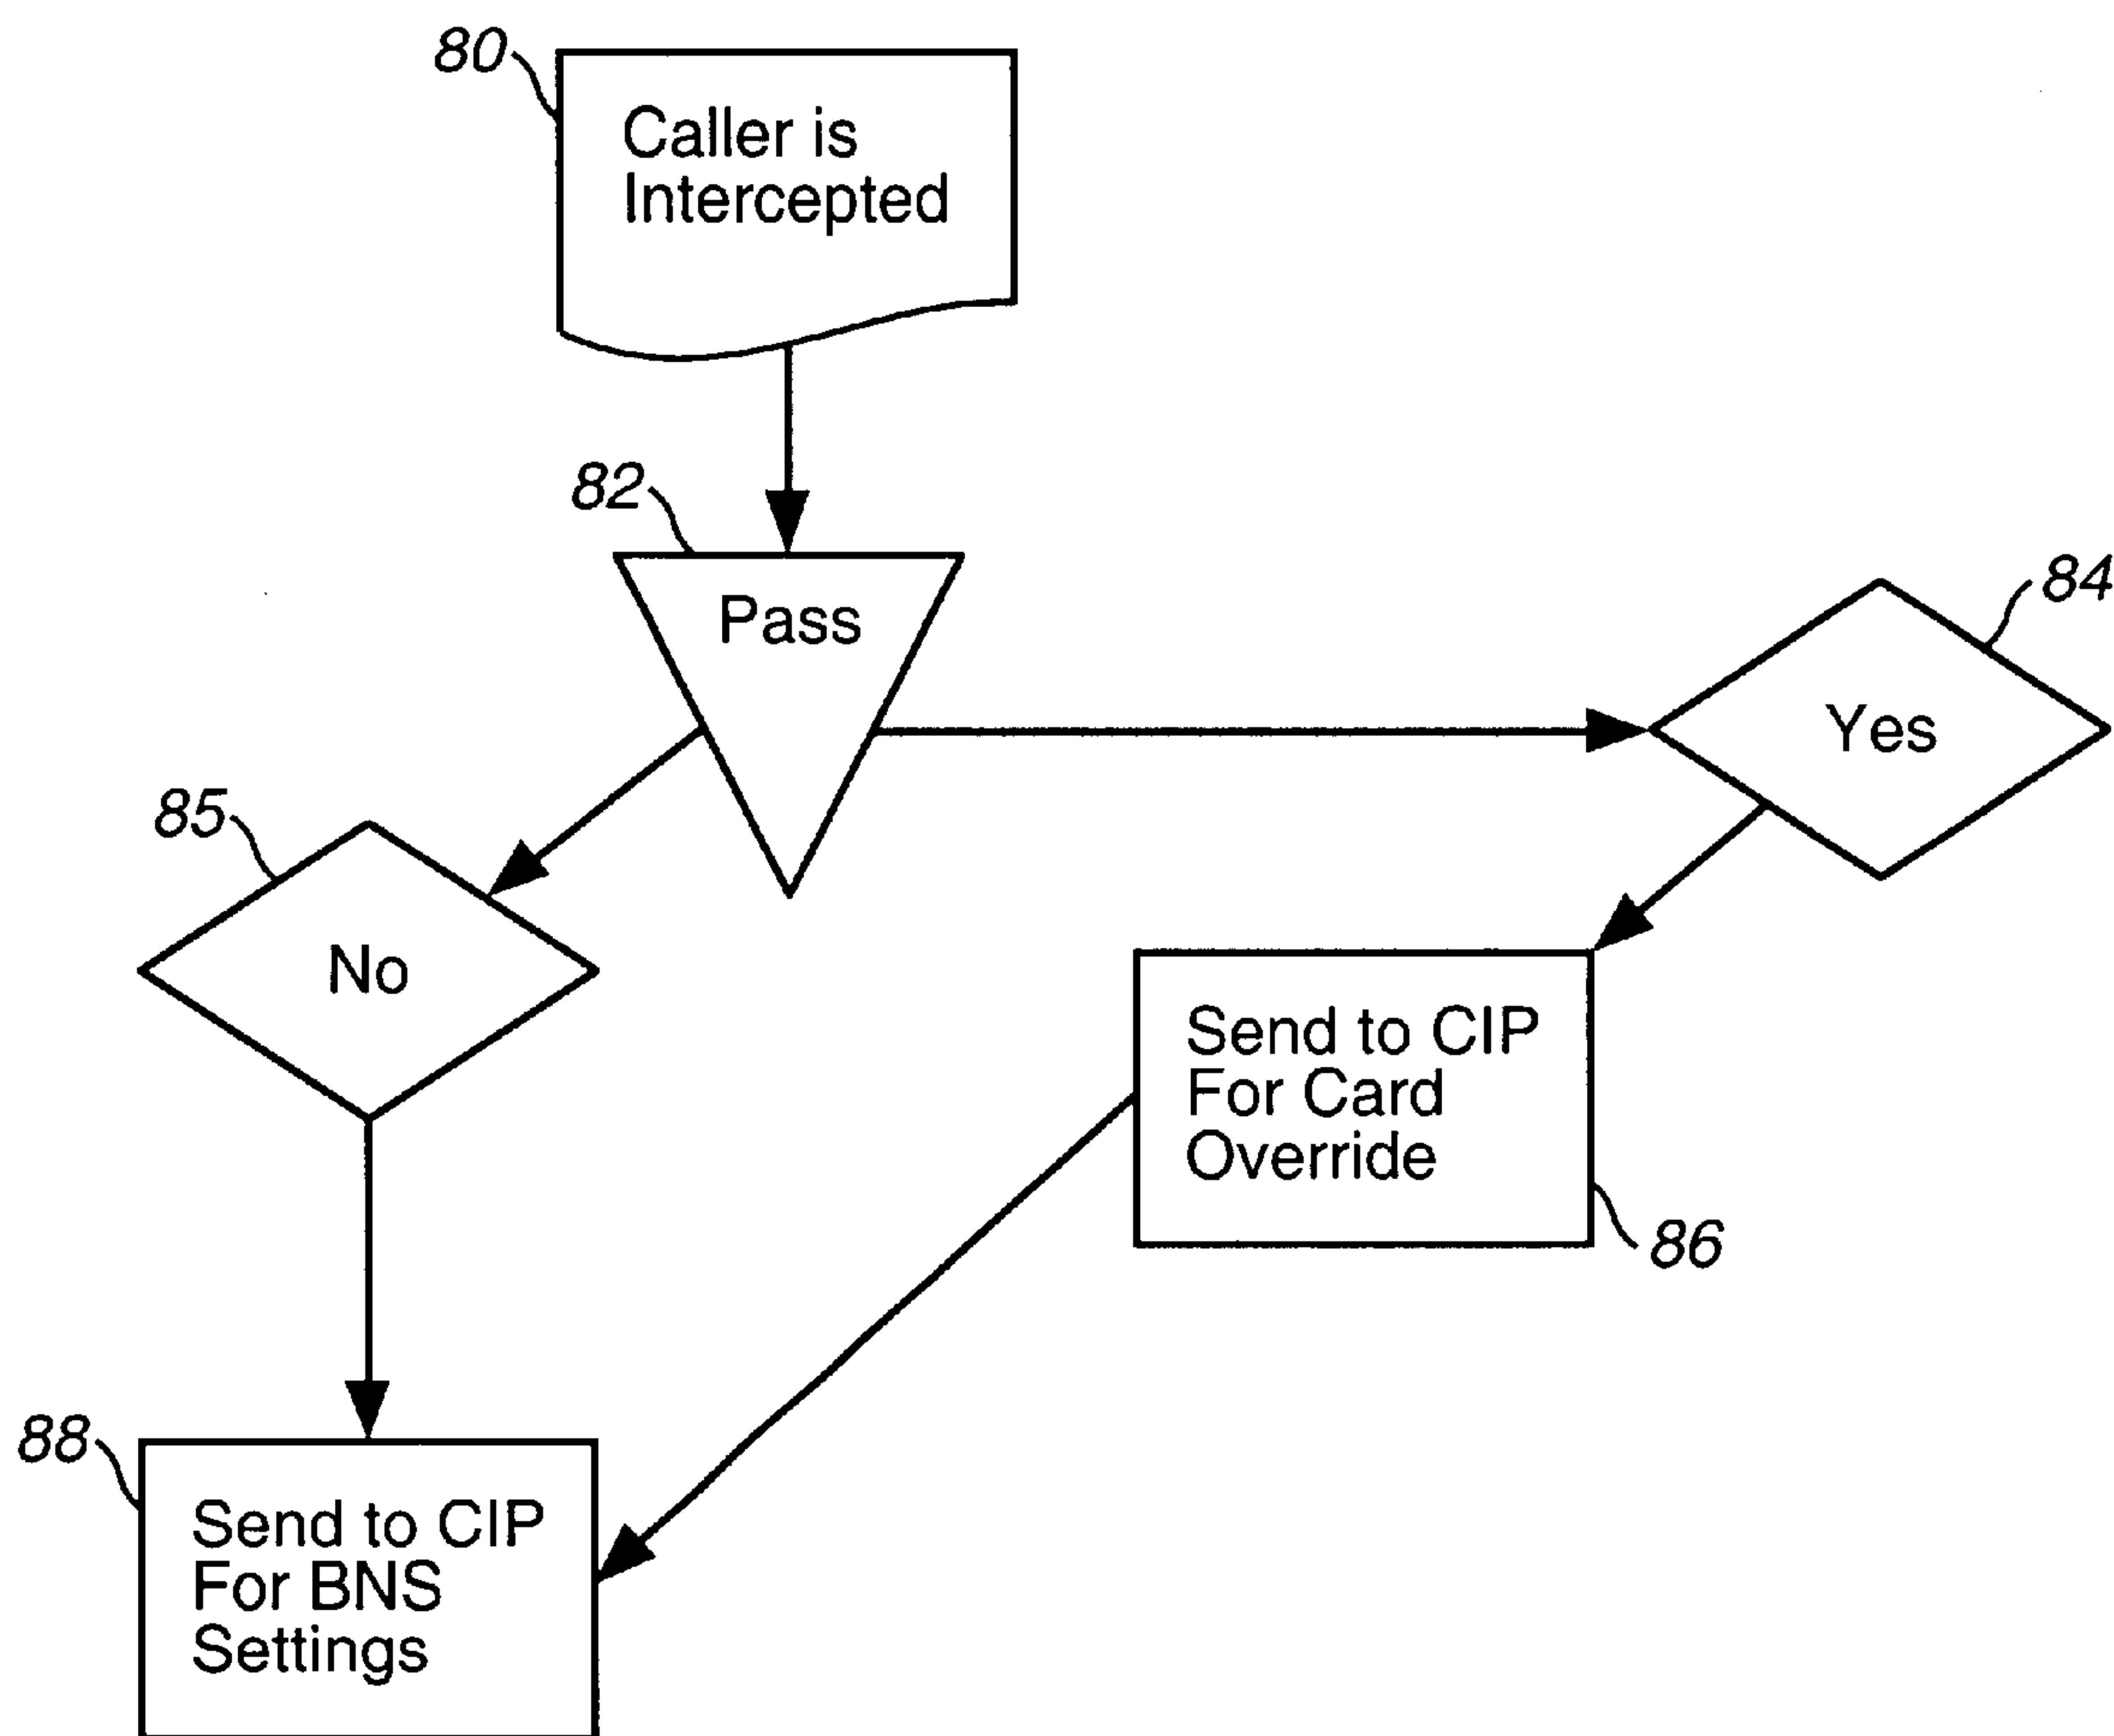 80
Caller is
Intercepted
82
Pass
84
Yes
85
No
Send to CIP
For Card
Override
86
88
Send to CIP
For BNS
Settings